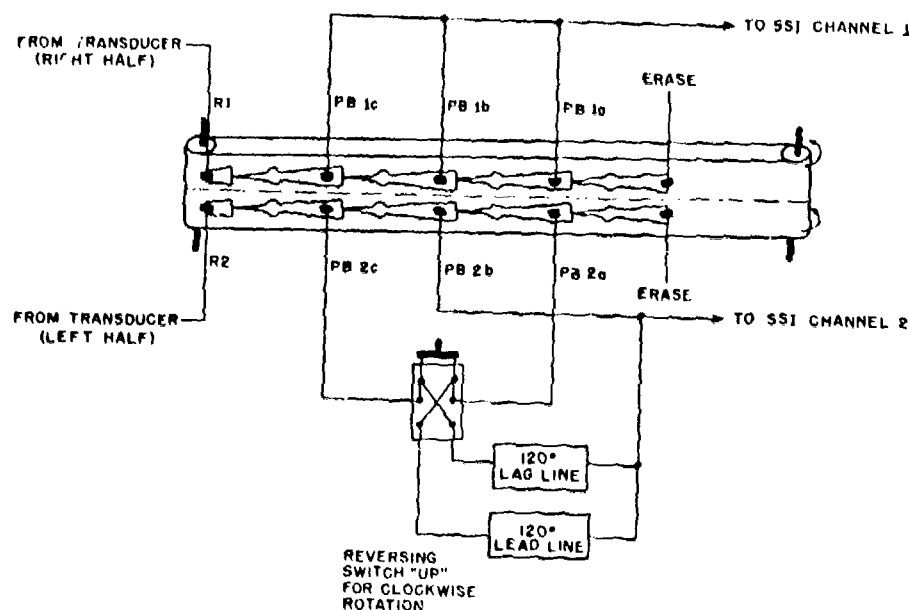 TO SSI CHANNEL 1
FROM TRANSDUCER
(RIGHT HALF)
ERASE
R1
PB 1c
PB 1b
PB 1a
R2
PB 2c
PB 2b
PB 2a
ERASE
FROM TRANSDUCER
(LEFT HALF)
TO SSI CHANNEL 2
120°
LAG LINE
120°
LEAD LINE
REVERSING
SWITCH "UP"
FOR CLOCKWISE
ROTATION